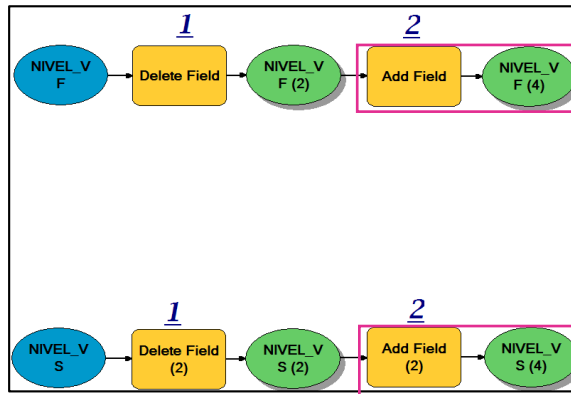 1
2
NIVEL_V
F
Delete Field
NIVEL_V
F (2)
Add Field
NIVEL_V
F (4)
1
2
NIVEL_V
S
Delete Field
(2)
NIVEL_V
S (2)
Add Field
(2)
NIVEL_V
S (4)